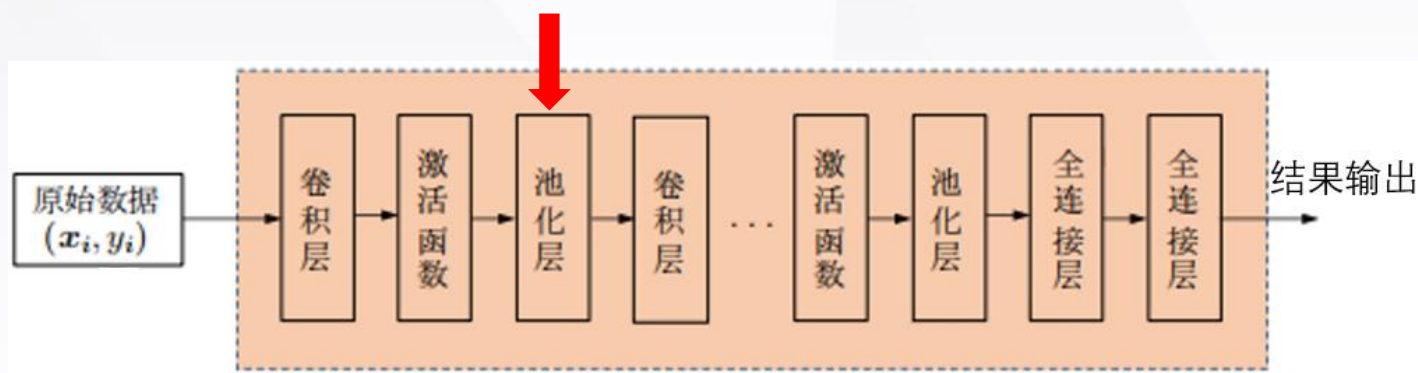 原始数据
(xᵢ, yᵢ)
卷积层
激活函数
池化层
卷积层
···
激活函数
池化层
全连接层
全连接层
结果输出